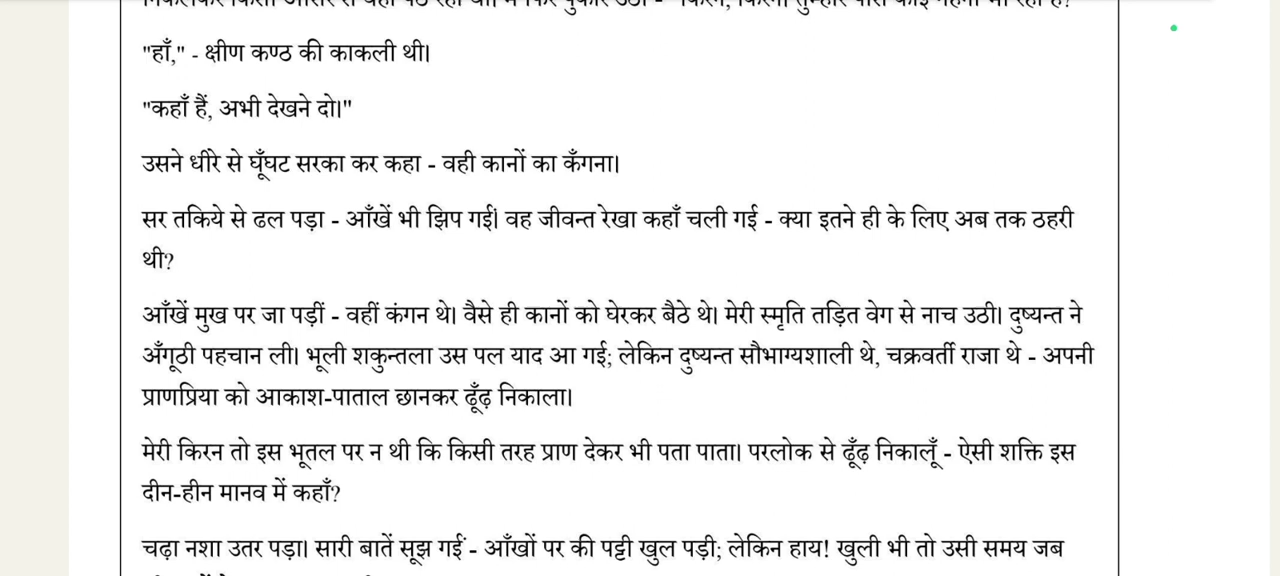 "हाँ," - क्षीण कण्ठ की काकली थी।
"कहाँ हैं, अभी देखने दो।"
उसने धीरे से घूँघट सरका कर कहा - वही कानों का कँगना।
सर तकिये से ढल पड़ा - आँखें भी झिप गईं। वह जीवन्त रेखा कहाँ चली गई - क्या इतने ही के लिए अब तक ठहरी
थी?
आँखें मुख पर जा पड़ीं - वहीं कंगन थे। वैसे ही कानों को घेरकर बैठे थे। मेरी स्मृति तड़ित वेग से नाच उठी। दुष्यन्त ने
अँगूठी पहचान ली। भूली शकुन्तला उस पल याद आ गई; लेकिन दुष्यन्त सौभाग्यशाली थे, चक्रवर्ती राजा थे - अपनी
प्राणप्रिया को आकाश-पाताल छानकर ढूँढ़ निकाला।
मेरी किरन तो इस भूतल पर न थी कि किसी तरह प्राण देकर भी पता पाता। परलोक से ढूँढ़ निकालूँ - ऐसी शक्ति इस
दीन-हीन मानव में कहाँ?
चढ़ा नशा उतर पड़ा। सारी बातें सूझ गईं - आँखों पर की पट्टी खुल पड़ी; लेकिन हाय! खुली भी तो उसी समय जब